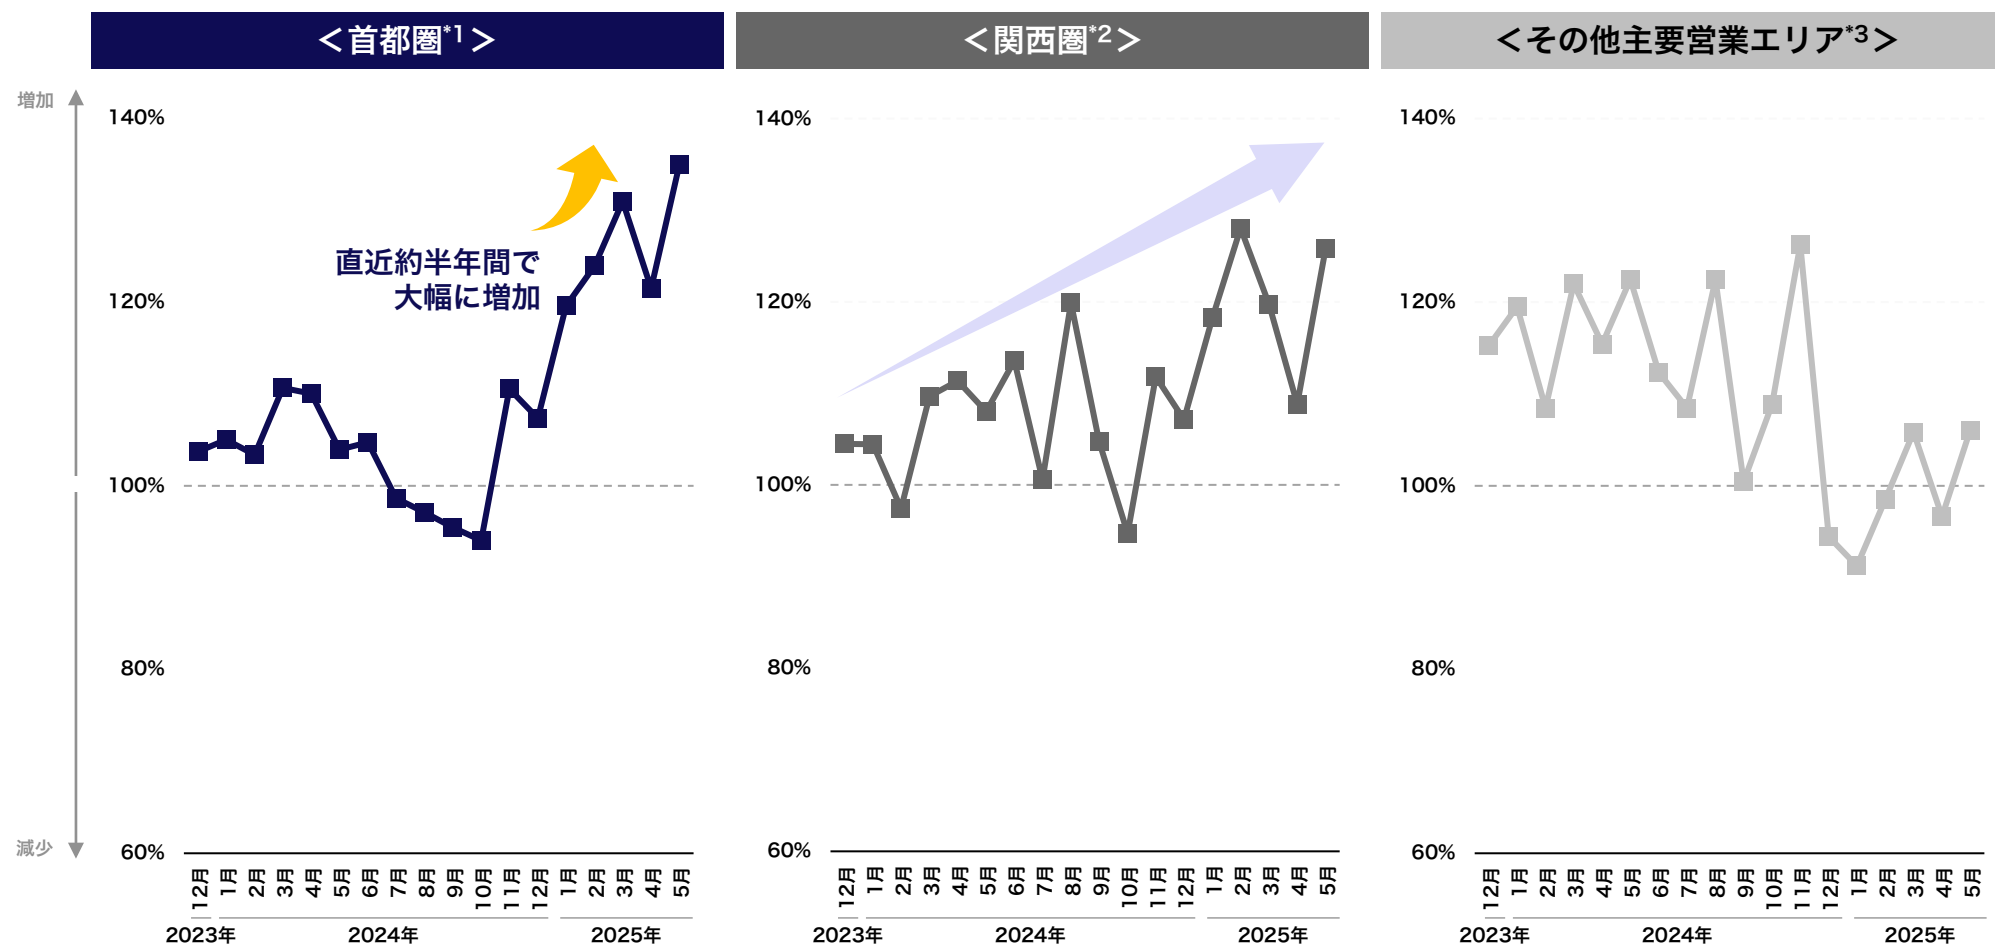 ＜首都圏*1＞
＜関西圏*2＞
＜その他主要営業エリア*3＞
増加
減少
140%
120%
100%
80%
60%
直近約半年間で
大幅に増加
12月 1月 2月 3月 4月 5月 6月 7月 8月 9月 10月 11月 12月 1月 2月 3月 4月 5月
2023年 2024年 2025年
140%
120%
100%
80%
60%
12月 1月 2月 3月 4月 5月 6月 7月 8月 9月 10月 11月 12月 1月 2月 3月 4月 5月
2023年 2024年 2025年
140%
120%
100%
80%
60%
12月 1月 2月 3月 4月 5月 6月 7月 8月 9月 10月 11月 12月 1月 2月 3月 4月 5月
2023年 2024年 2025年